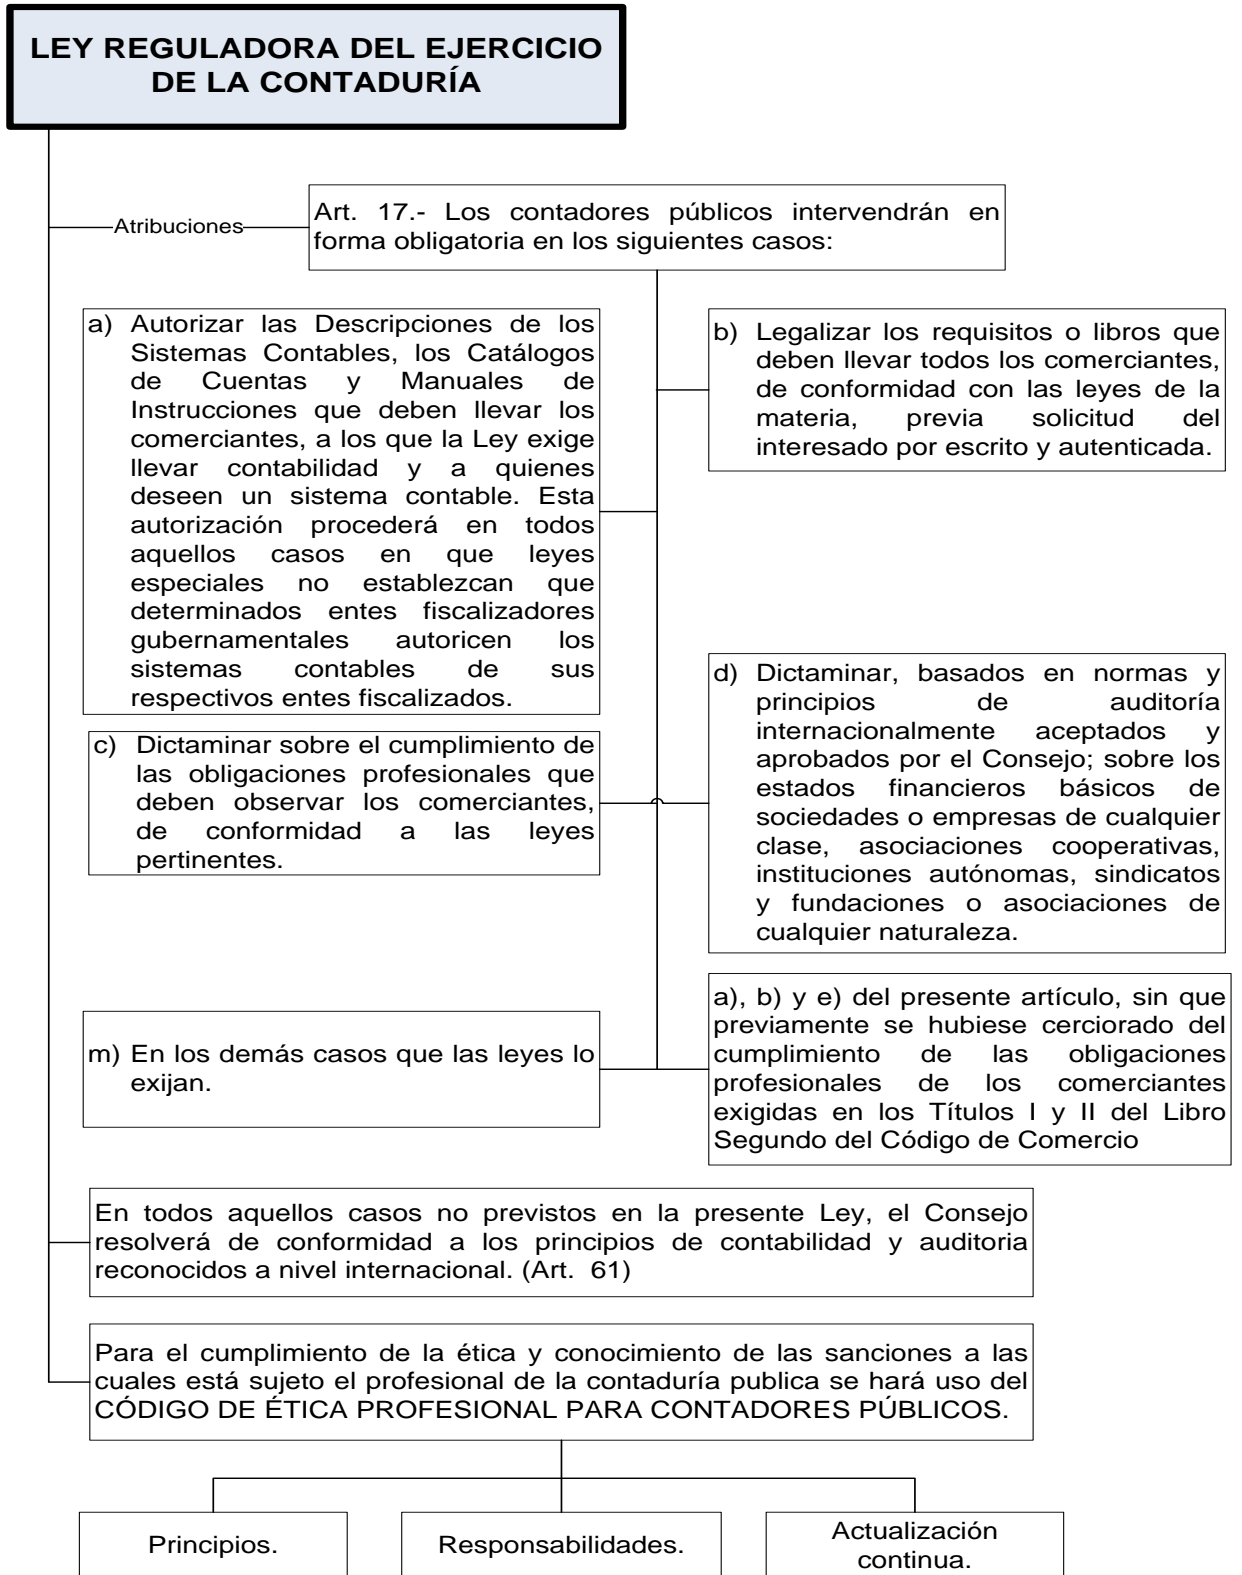 LEY REGULADORA DEL EJERCICIO
DE LA CONTADURÍA
Atribuciones
Art. 17.- Los contadores públicos intervendrán en
forma obligatoria en los siguientes casos:
a) Autorizar las Descripciones de los
Sistemas Contables, los Catálogos
de Cuentas y Manuales de
Instrucciones que deben llevar los
comerciantes, a los que la Ley exige
llevar contabilidad y a quienes
deseen un sistema contable. Esta
autorización procederá en todos
aquellos casos en que leyes
especiales no establezcan que
determinados entes fiscalizadores
gubernamentales autoricen los
sistemas contables de sus
respectivos entes fiscalizados.
b) Legalizar los requisitos o libros que
deben llevar todos los comerciantes,
de conformidad con las leyes de la
materia, previa solicitud del
interesado por escrito y autenticada.
c) Dictaminar sobre el cumplimiento de
las obligaciones profesionales que
deben observar los comerciantes,
de conformidad a las leyes
pertinentes.
d) Dictaminar, basados en normas y
principios de auditoría
internacionalmente aceptados y
aprobados por el Consejo; sobre los
estados financieros básicos de
sociedades o empresas de cualquier
clase, asociaciones cooperativas,
instituciones autónomas, sindicatos
y fundaciones o asociaciones de
cualquier naturaleza.
m) En los demás casos que las leyes lo
exijan.
a), b) y e) del presente artículo, sin que
previamente se hubiese cerciorado del
cumplimiento de las obligaciones
profesionales de los comerciantes
exigidas en los Títulos I y II del Libro
Segundo del Código de Comercio
En todos aquellos casos no previstos en la presente Ley, el Consejo
resolverá de conformidad a los principios de contabilidad y auditoria
reconocidos a nivel internacional. (Art. 61)
Para el cumplimiento de la ética y conocimiento de las sanciones a las
cuales está sujeto el profesional de la contaduría publica se hará uso del
CÓDIGO DE ÉTICA PROFESIONAL PARA CONTADORES PÚBLICOS.
Principios.
Responsabilidades.
Actualización
continua.